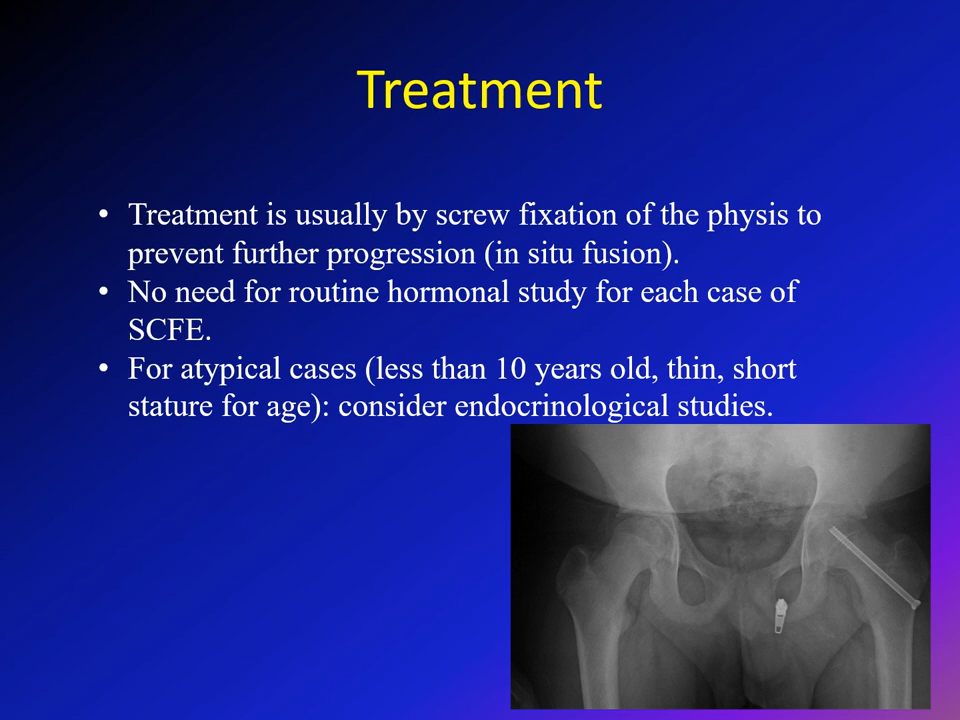 Treatment
• Treatment is usually by screw fixation of the physis to
prevent further progression (in situ fusion).
• No need for routine hormonal study for each case of
SCFE.
• For atypical cases (less than 10 years old, thin, short
stature for age): consider endocrinological studies.